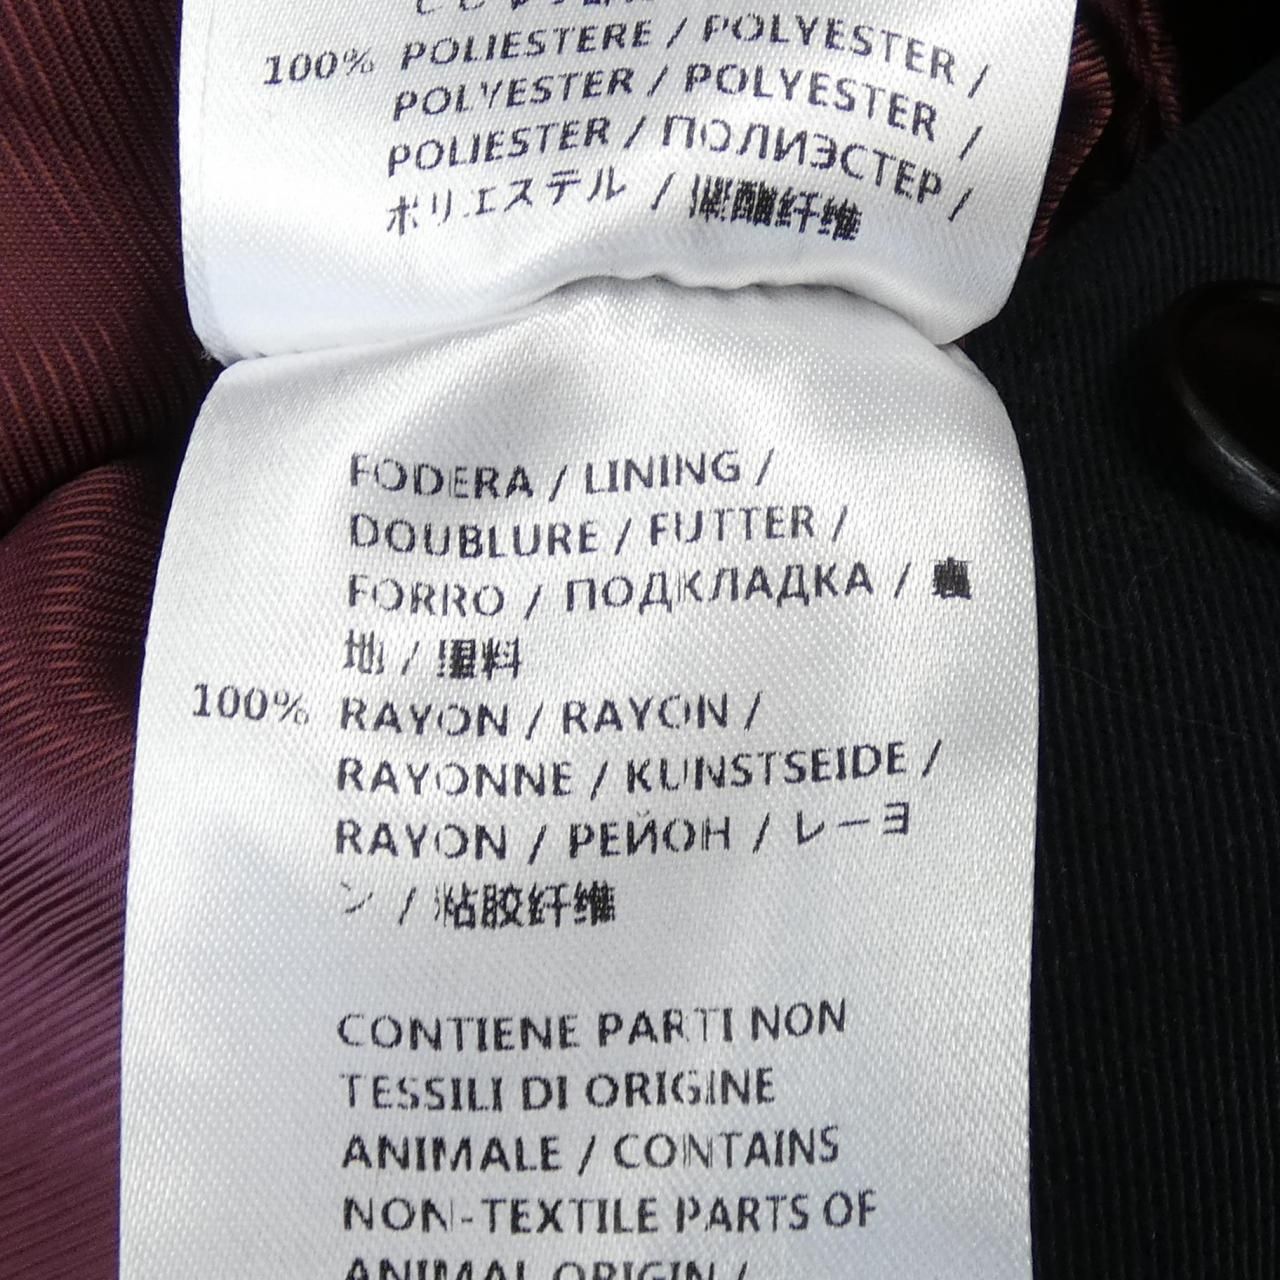 100% POLIESTERE / POLYESTER /
POLYESTER / POLYESTER /
POLIESTER / ПОЛИЭСТЕР /
ポリエステル / 聚酯纤维
FODERA / LINING /
DOUBLURE / FUTTER /
FORRO / ПОДКЛАДКА / 裏
地 / 里料
100% RAYON / RAYON /
RAYONNE / KUNSTSEIDE /
RAYON / РЕЙОН / レーヨ
ン / 粘胶纤维
CONTIENE PARTI NON
TESSILI DI ORIGINE
ANIMALE / CONTAINS
NON-TEXTILE PARTS OF
ANIMAL ORIGIN /